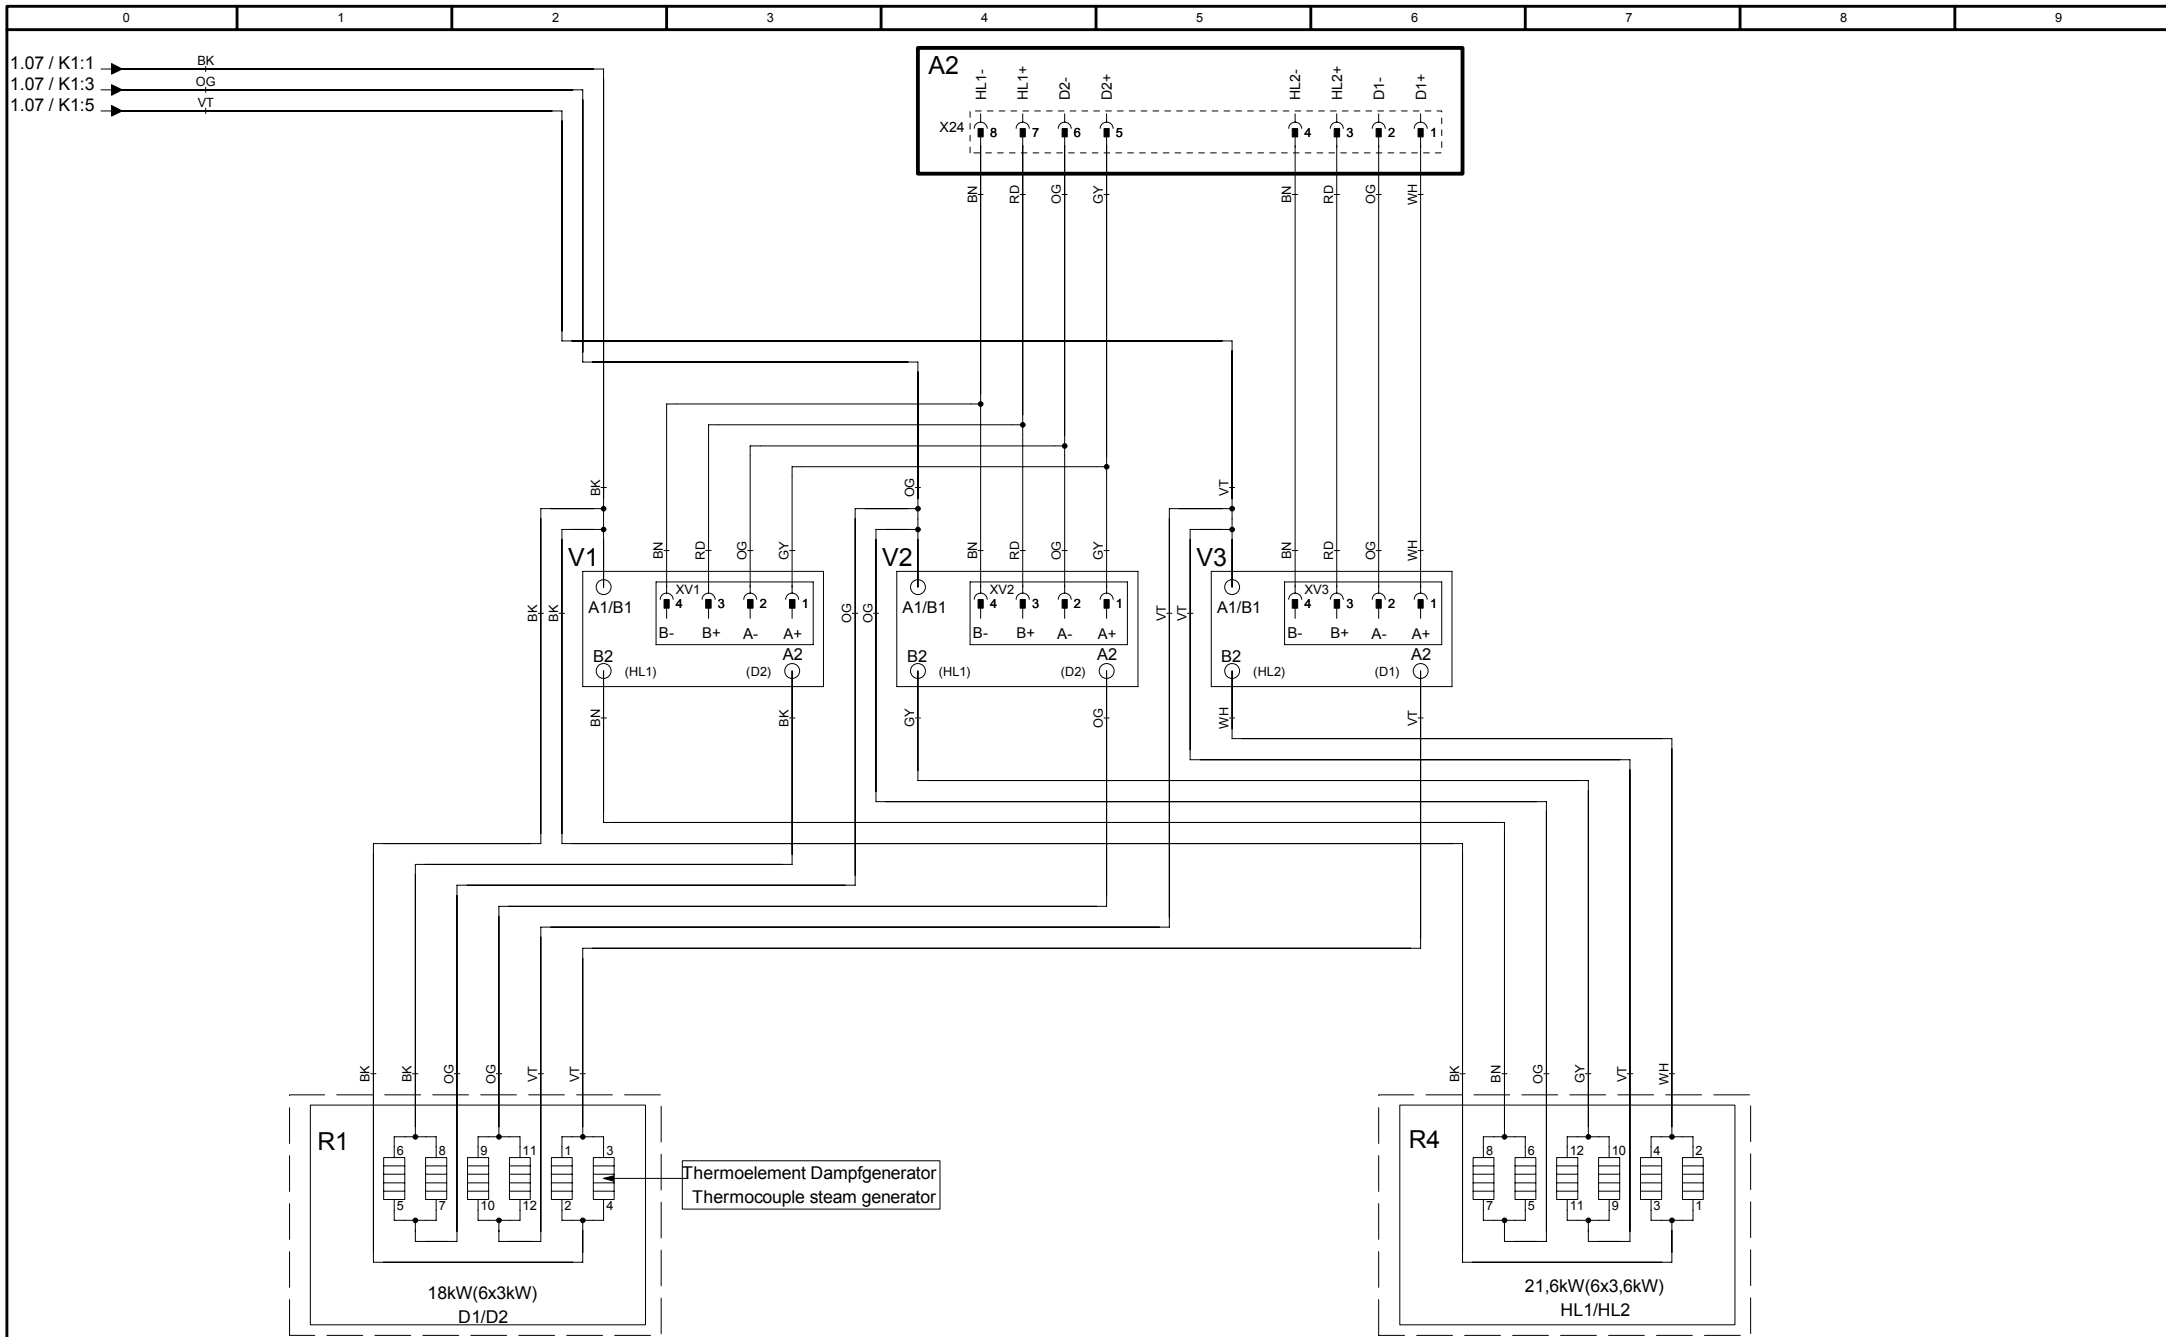 0 1 2 3 4 5 6 7 8 9
1.07 / K1:1 BK
1.07 / K1:3 OG
1.07 / K1:5 VT
A2
HL1- HL1+ D2- D2+ HL2- HL2+ D1- D1+
X24 8 7 6 5 4 3 2 1
BN RD OG GY BN RD OG WH
BK OG VT
V1 BN RD OG GY V2 BN RD OG GY V3 BN RD OG WH
XV1 XV2 XV3
4 3 2 1 4 3 2 1 4 3 2 1
A1/B1 A1/B1 A1/B1
BK BK OG OG VT VT
B- B+ A- A+ B- B+ A- A+ B- B+ A- A+
B2 A2 B2 A2 B2 A2
(HL1) (D2) (HL1) (D2) (HL2) (D1)
BN BK GY OG WH VT
BK BK OG OG VT VT BK BN OG GY VT WH
R1 R4
6 8 9 11 1 3 8 6 12 10 4 2
5 7 10 12 2 4 7 5 11 9 3 1
Thermoelement Dampfgenerator
Thermocouple steam generator
18kW(6x3kW)
D1/D2
21,6kW(6x3,6kW)
HL1/HL2